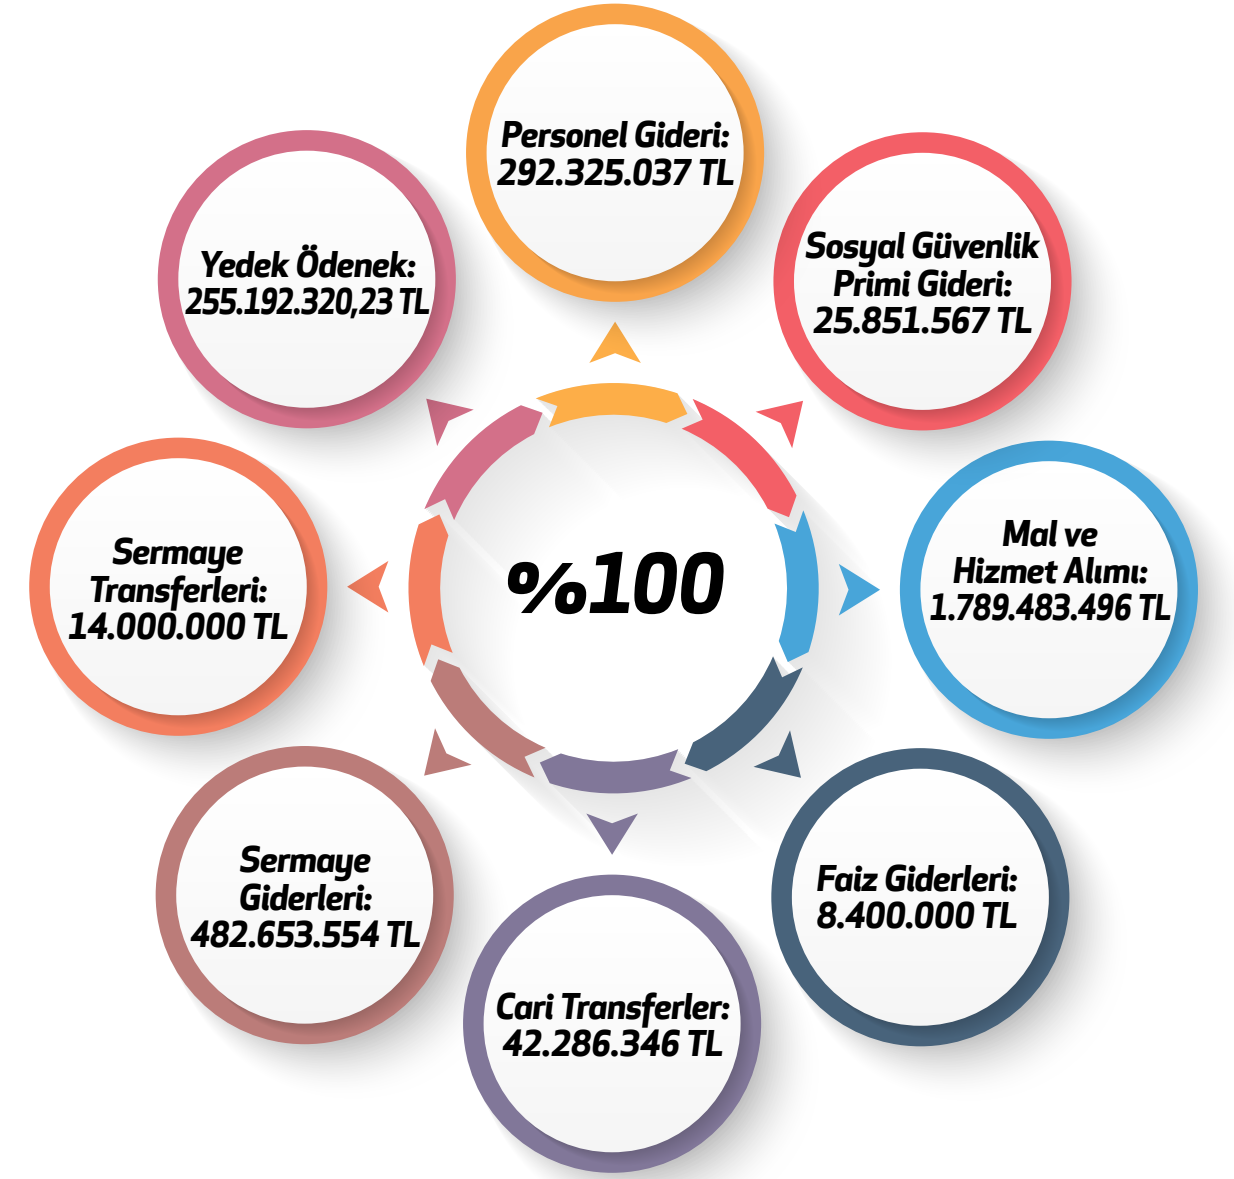 Personel Gideri:
292.325.037 TL
Sosyal Güvenlik
Primi Gideri:
25.851.567 TL
Mal ve
Hizmet Alımı:
1.789.483.496 TL
Faiz Giderleri:
8.400.000 TL
Cari Transferler:
42.286.346 TL
Sermaye
Giderleri:
482.653.554 TL
Sermaye
Transferleri:
14.000.000 TL
Yedek Ödenek:
255.192.320,23 TL
%100